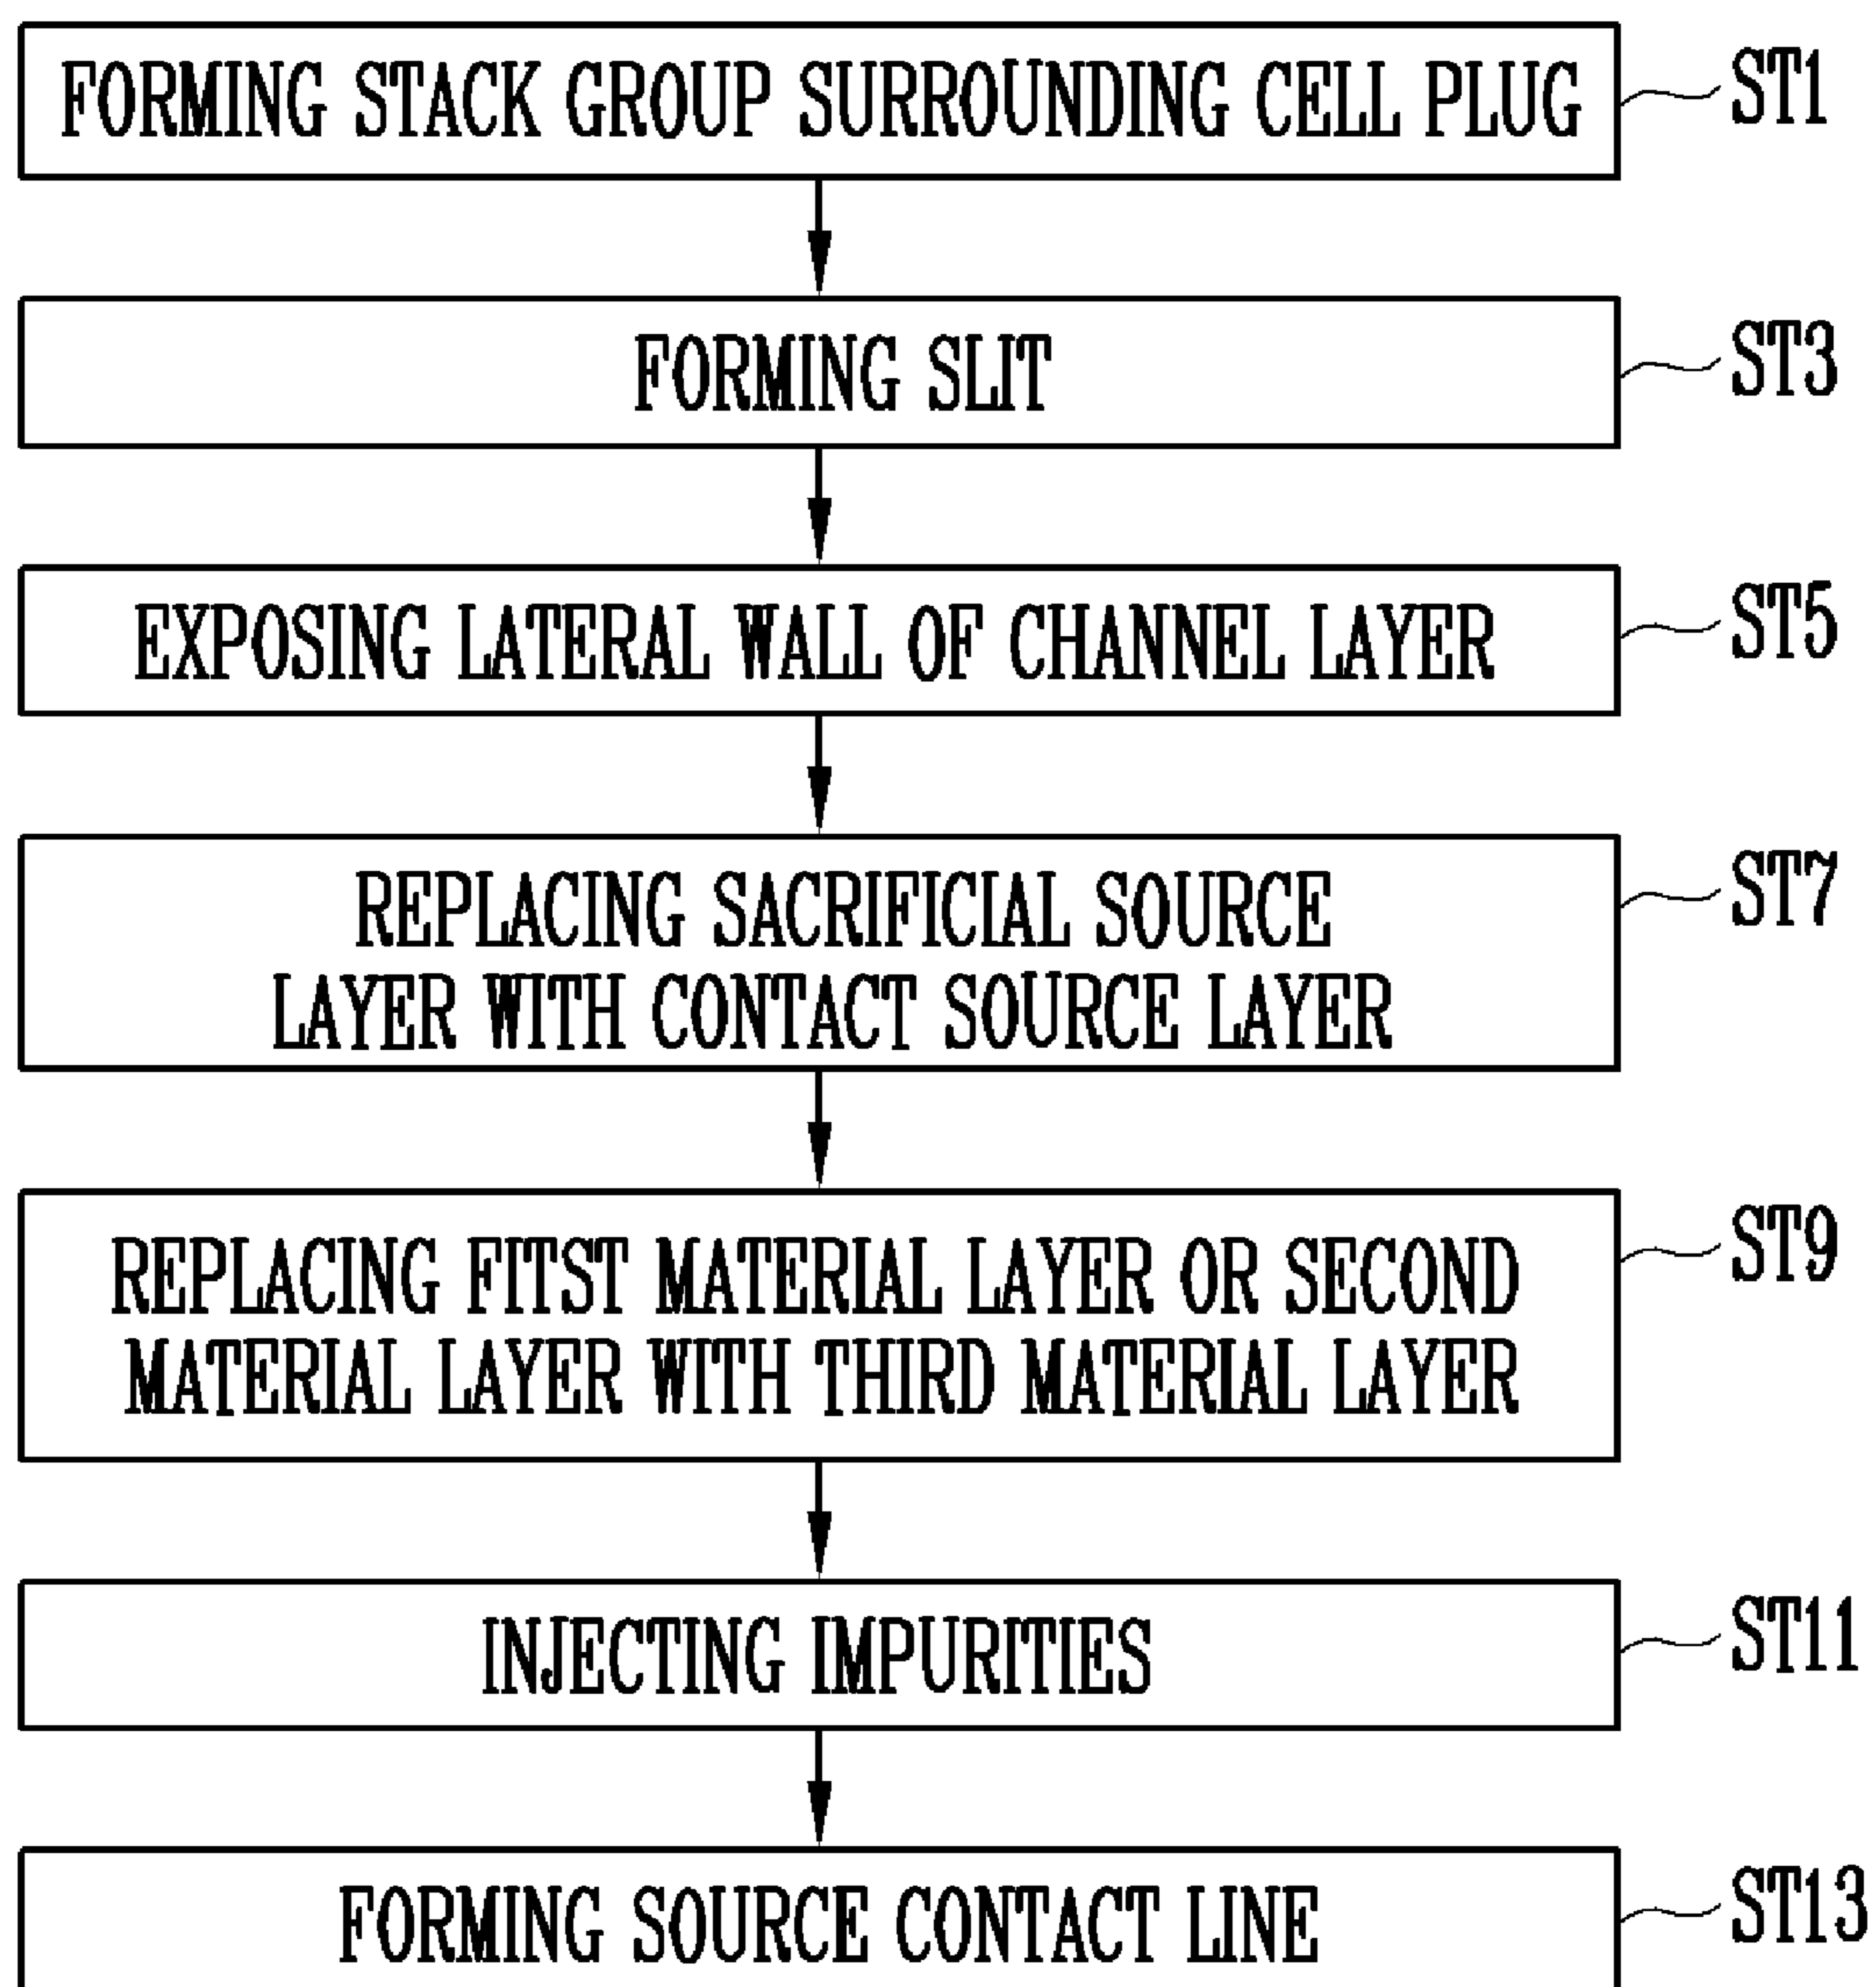 FORMING STACK GROUP SURROUNDING CELL PLUG
ST1
FORMING SLIT
ST3
EXPOSING LATERAL WALL OF CHANNEL LAYER
ST5
REPLACING SACRIFICIAL SOURCE
LAYER WITH CONTACT SOURCE LAYER
ST7
REPLACING FITST MATERIAL LAYER OR SECOND
MATERIAL LAYER WITH THIRD MATERIAL LAYER
ST9
INJECTING IMPURITIES
ST11
FORMING SOURCE CONTACT LINE
ST13